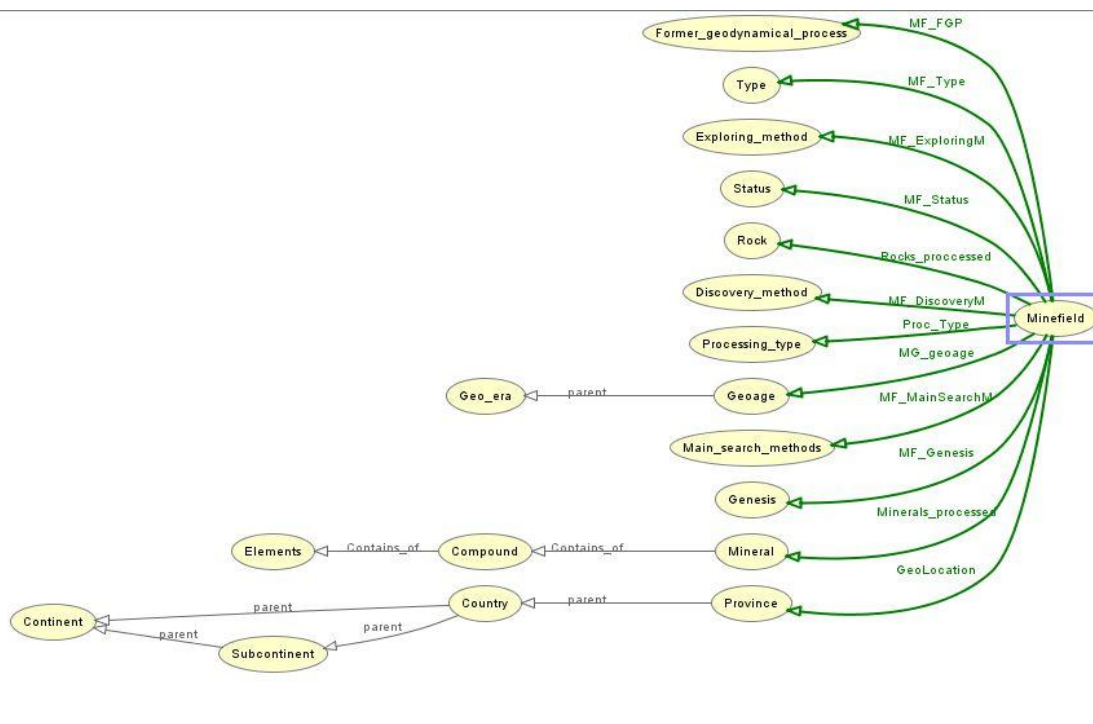 MF_FGP
Former_geodynamical_process
MF_Type
Type
Exploring_method
MF_ExploringM
Status
MF_Status
Rock
Rocks_proccessed
Discovery_method
MF_DiscoveryM
Minefield
Proc_Type
Processing_type
MG_geoage
Geo_era
parent
Geoage
MF_MainSearchM
Main_search_methods
MF_Genesis
Genesis
Minerals_processed
Elements
Contains_of
Compound
Contains_of
Mineral
GeoLocation
Continent
parent
Country
parent
Province
parent
parent
Subcontinent